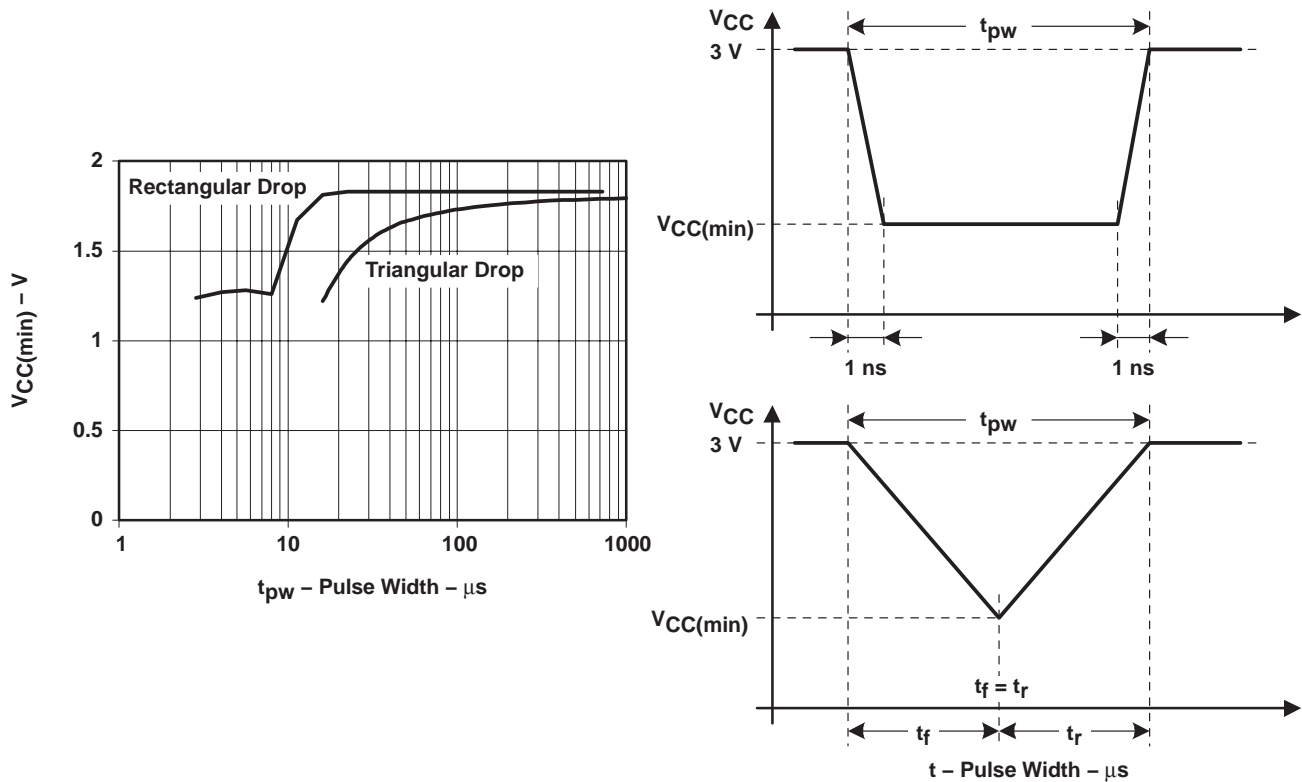 2
1.5
1
0.5
0
VCC(min) – V
Rectangular Drop
Triangular Drop
1
10
100
1000
tpw – Pulse Width – μs
VCC
3 V
tpw
VCC(min)
1 ns
1 ns
VCC
3 V
tpw
VCC(min)
tf = tr
tf
tr
t – Pulse Width – μs